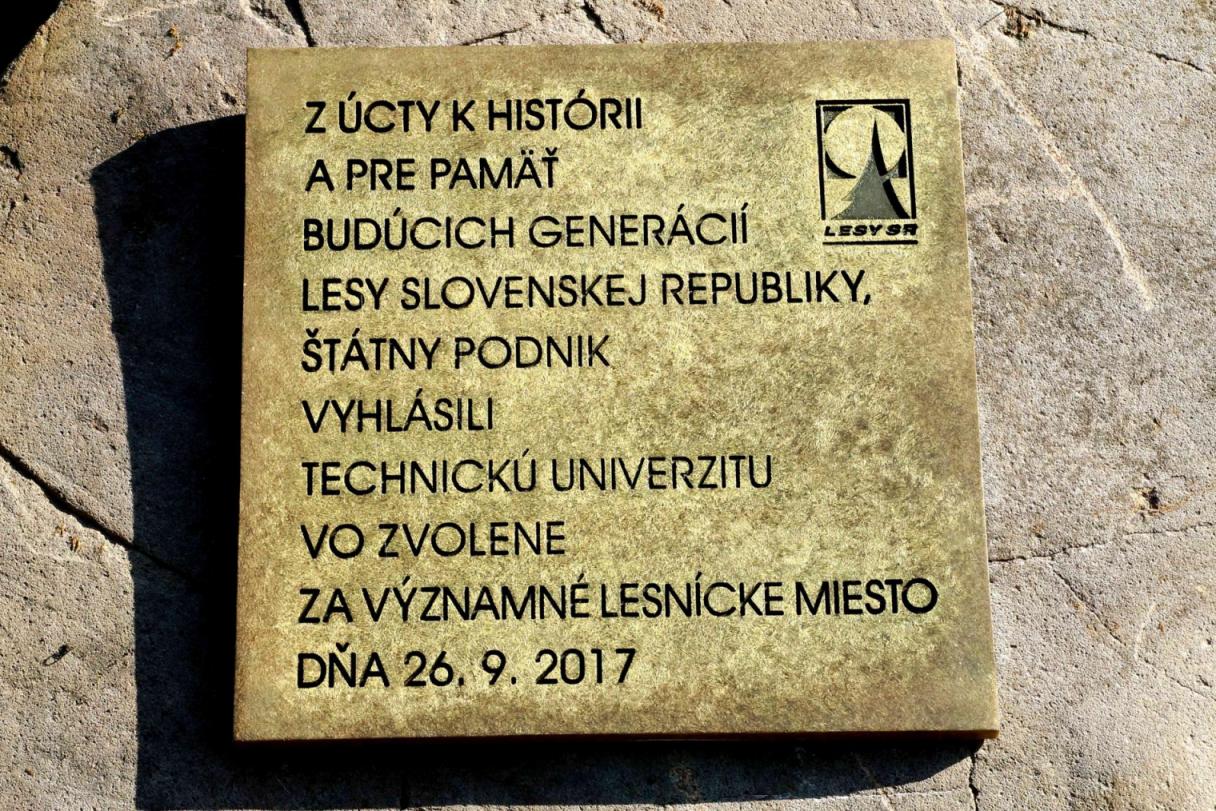 Z ÚCTY K HISTÓRII
A PRE PAMÄŤ
BUDÚCICH GENERÁCIÍ
LESY SLOVENSKEJ REPUBLIKY,
ŠTÁTNY PODNIK
VYHLÁSILI
TECHNICKÚ UNIVERZITU
VO ZVOLENE
ZA VÝZNAMNÉ LESNÍCKE MIESTO
DŇA 26. 9. 2017
LESY SR